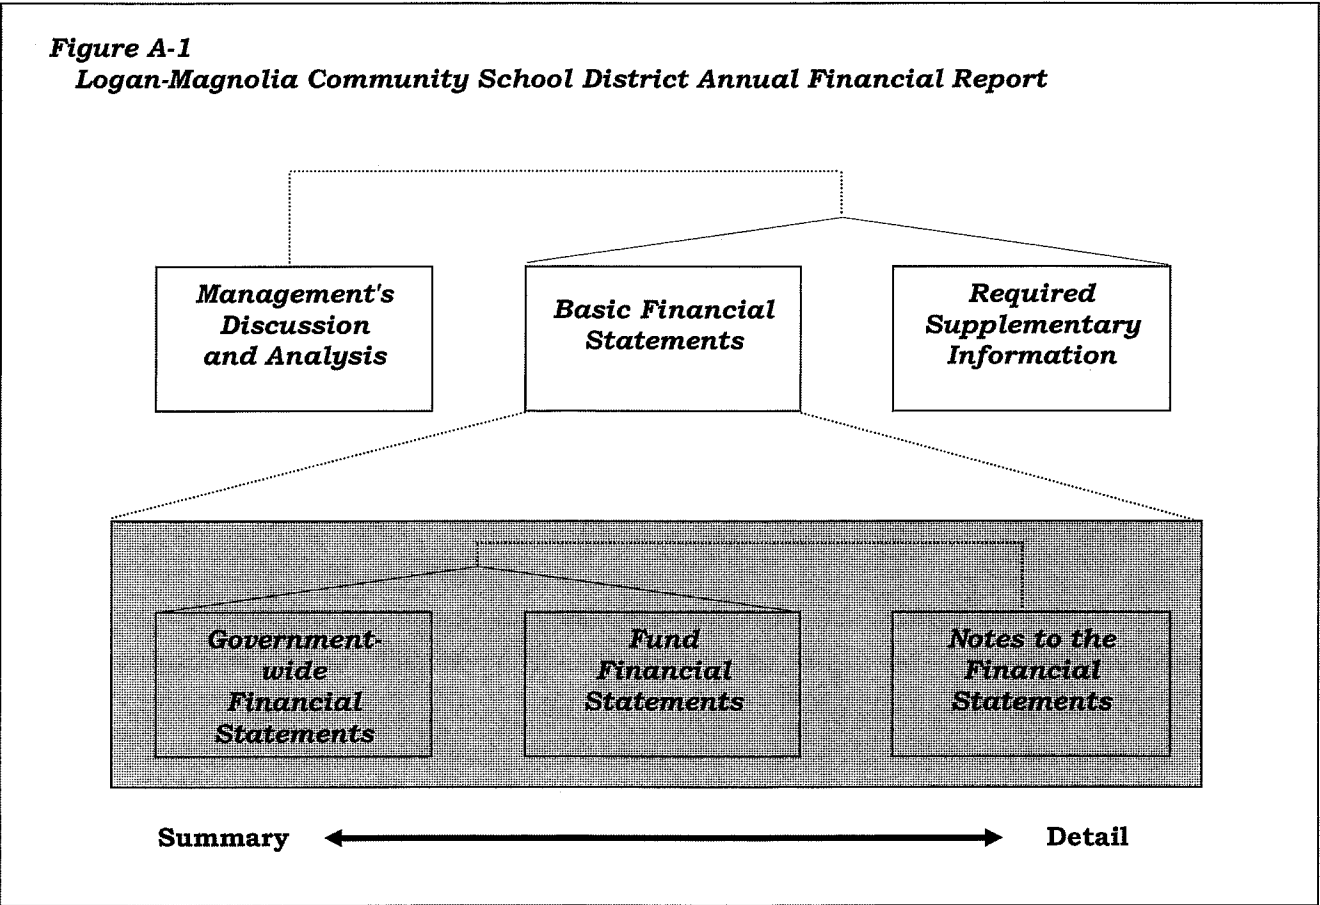 Figure A-1
Logan-Magnolia Community School District Annual Financial Report
Management's
Discussion
and Analysis
Basic Financial
Statements
Required
Supplementary
Information
Government-
wide
Financial
Statements
Fund
Financial
Statements
Notes to the
Financial
Statements
Summary
Detail